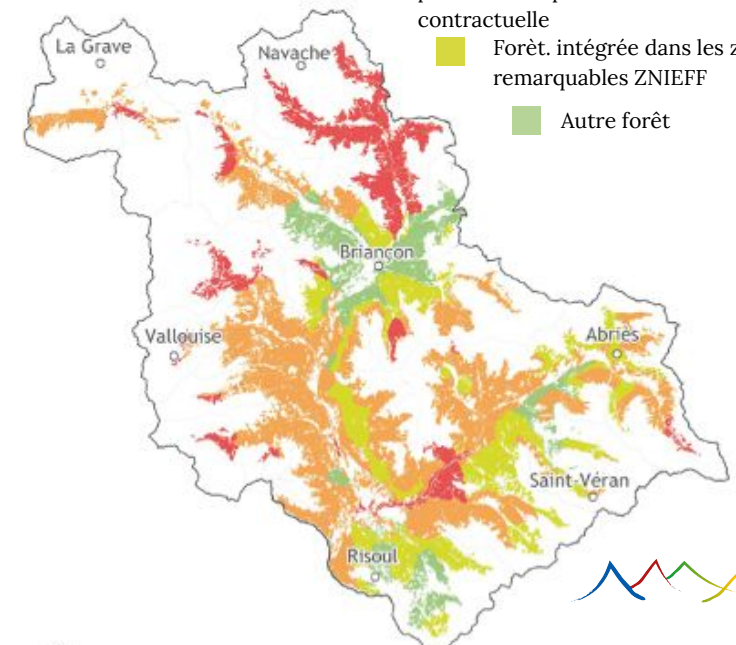 contractuelle
Forèt. intégrée dans les
remarquables ZNIEFF
Autre forêt
La Grave
Navache
Briançon
Vallouise
Abriès
Saint-Véran
Risoul